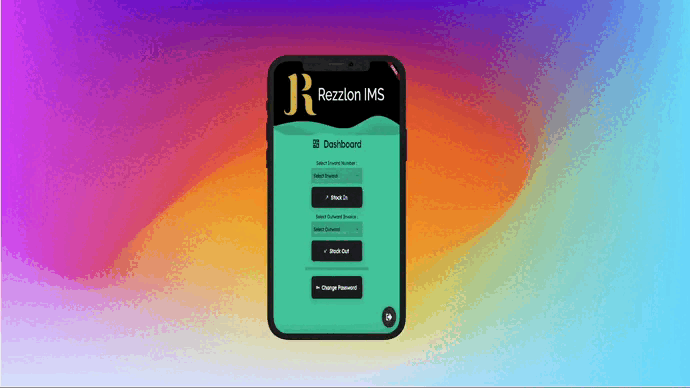 R Rezzlon IMS
Dashboard
Select Inward Number :
Select Inward
Stock In
Select Outward Invoice :
Select Outward
Stock Out
Change Password